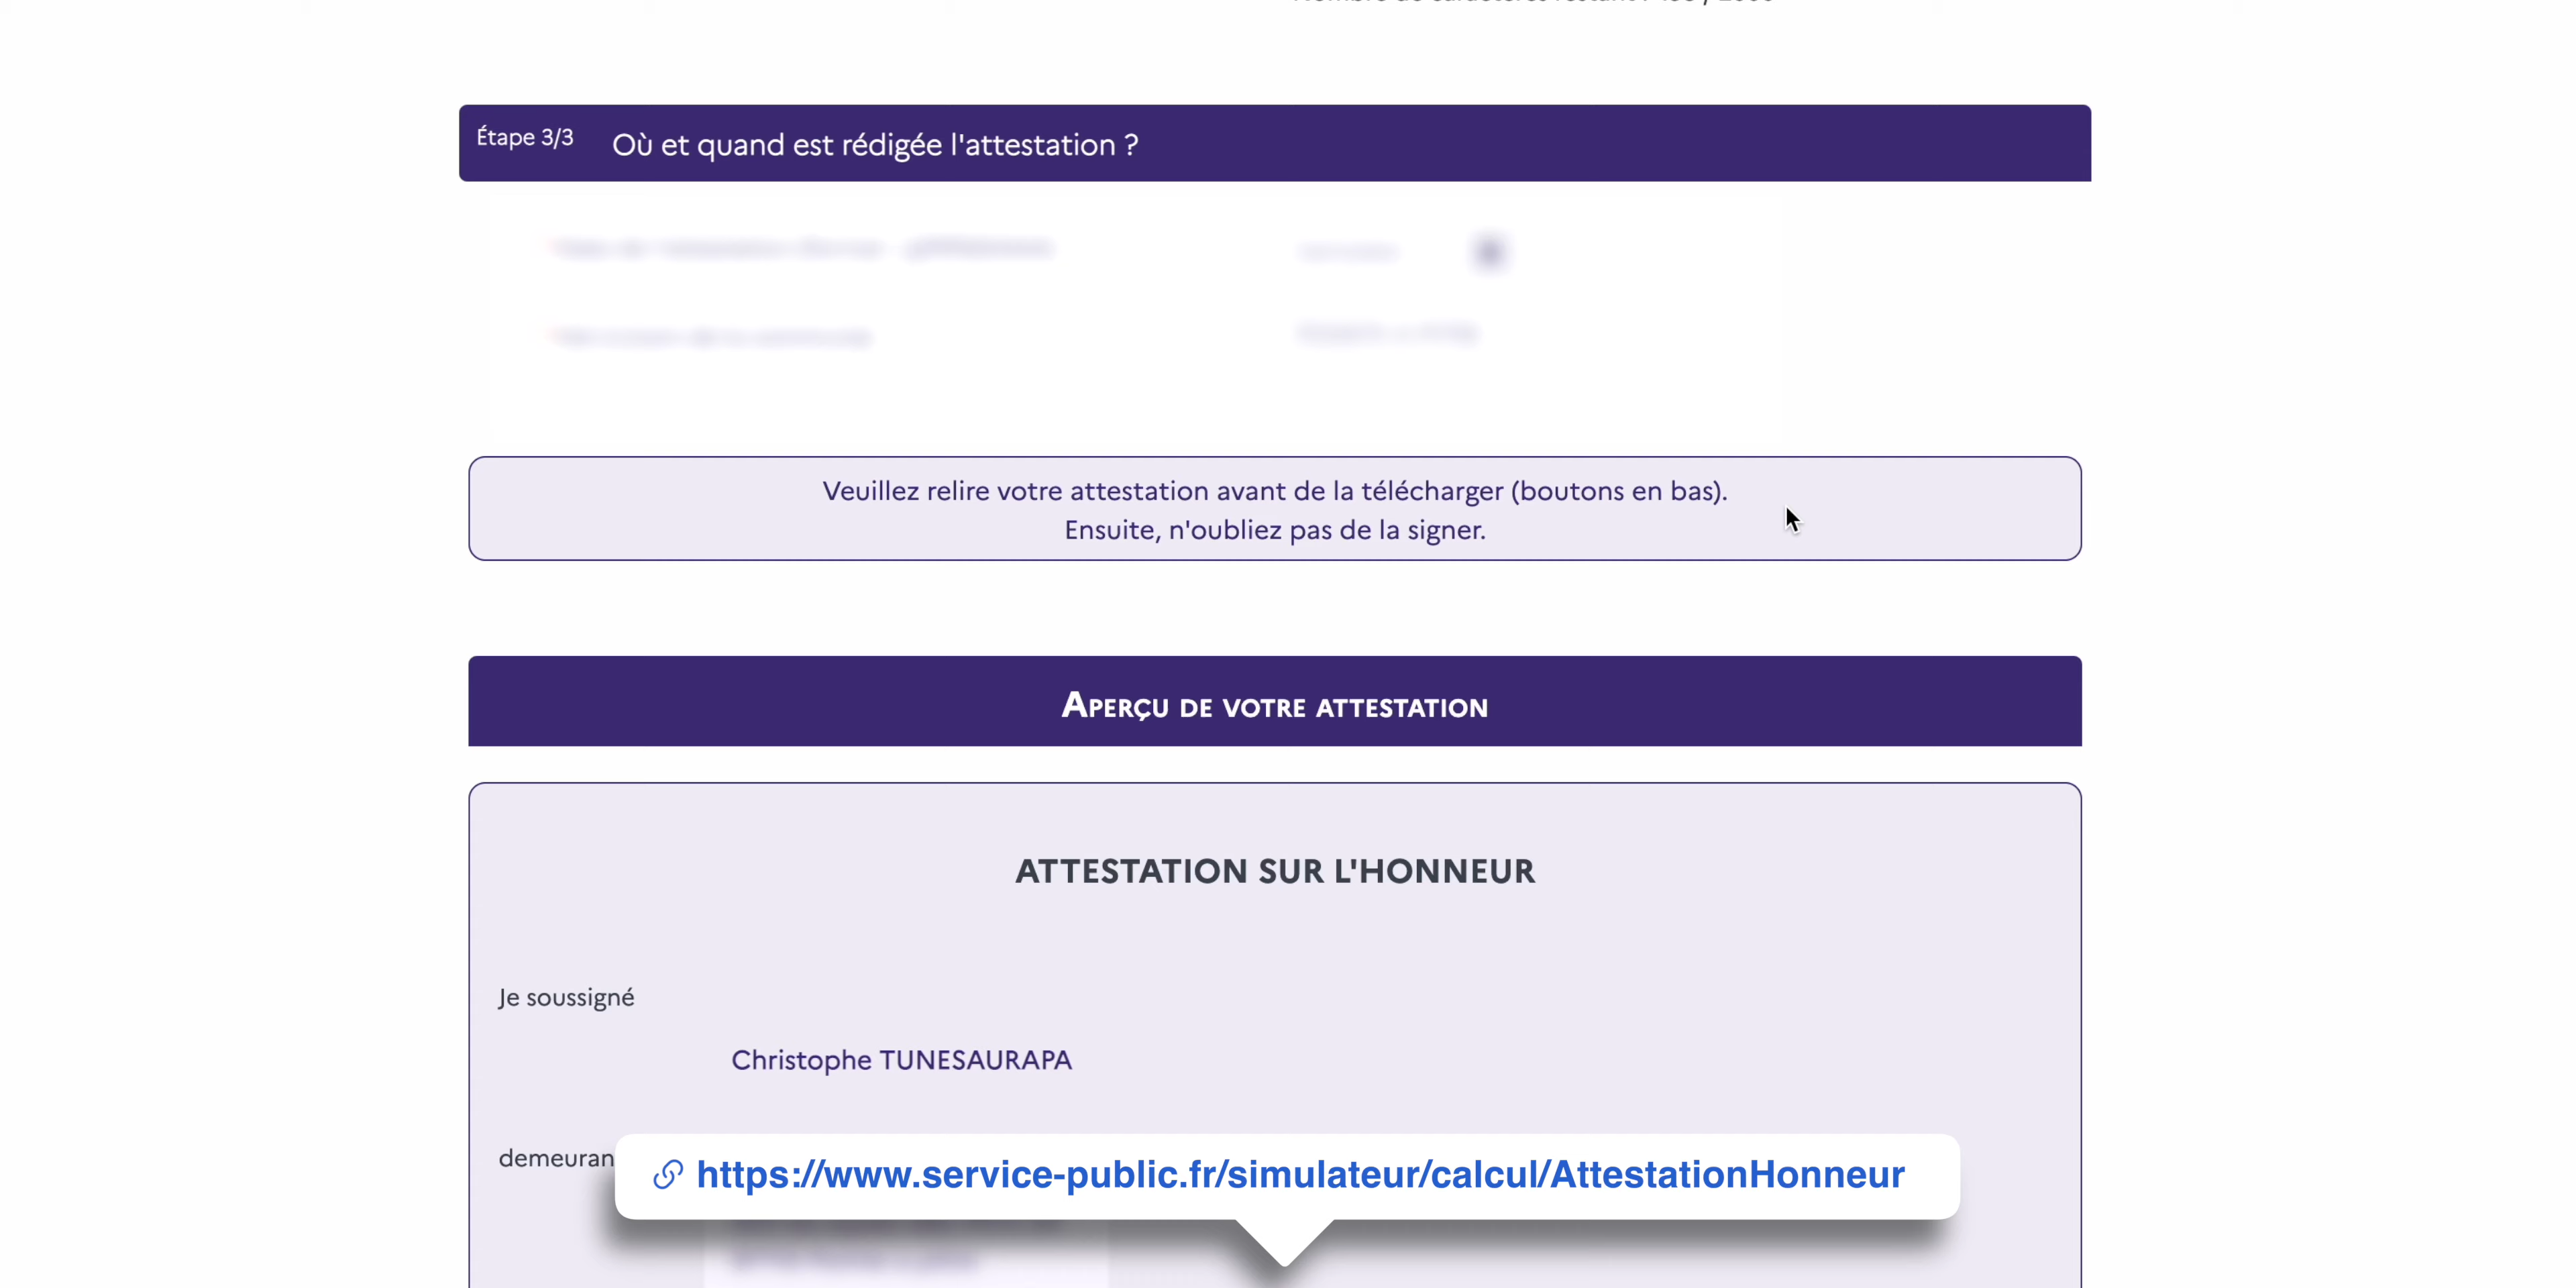 Étape 3/3 Où et quand est rédigée l'attestation ?
Veuillez relire votre attestation avant de la télécharger (boutons en bas).
Ensuite, n'oubliez pas de la signer.
APERÇU DE VOTRE ATTESTATION
ATTESTATION SUR L'HONNEUR
Je soussigné
Christophe TUNESAURAPA
demeuran
https://www.service-public.fr/simulateur/calcul/AttestationHonneur